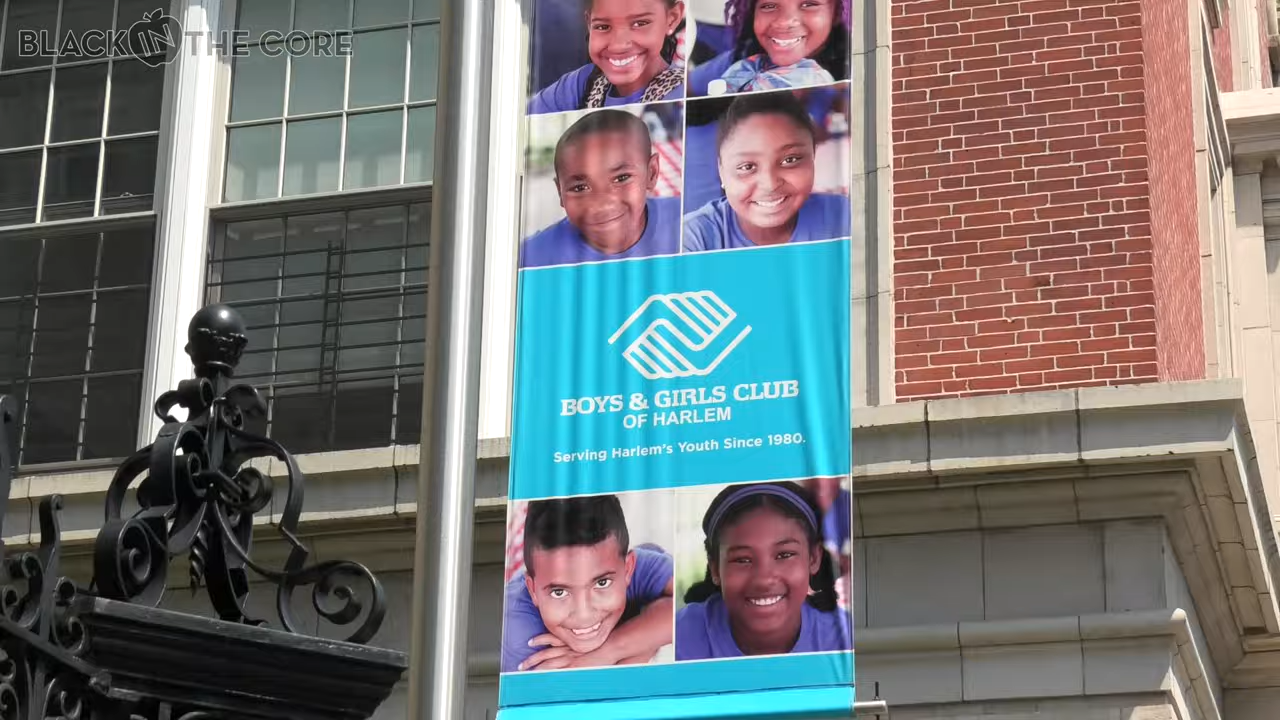 BLACK IN THE CORE
BOYS & GIRLS CLUB
OF HARLEM
Serving Harlem's Youth Since 1980.